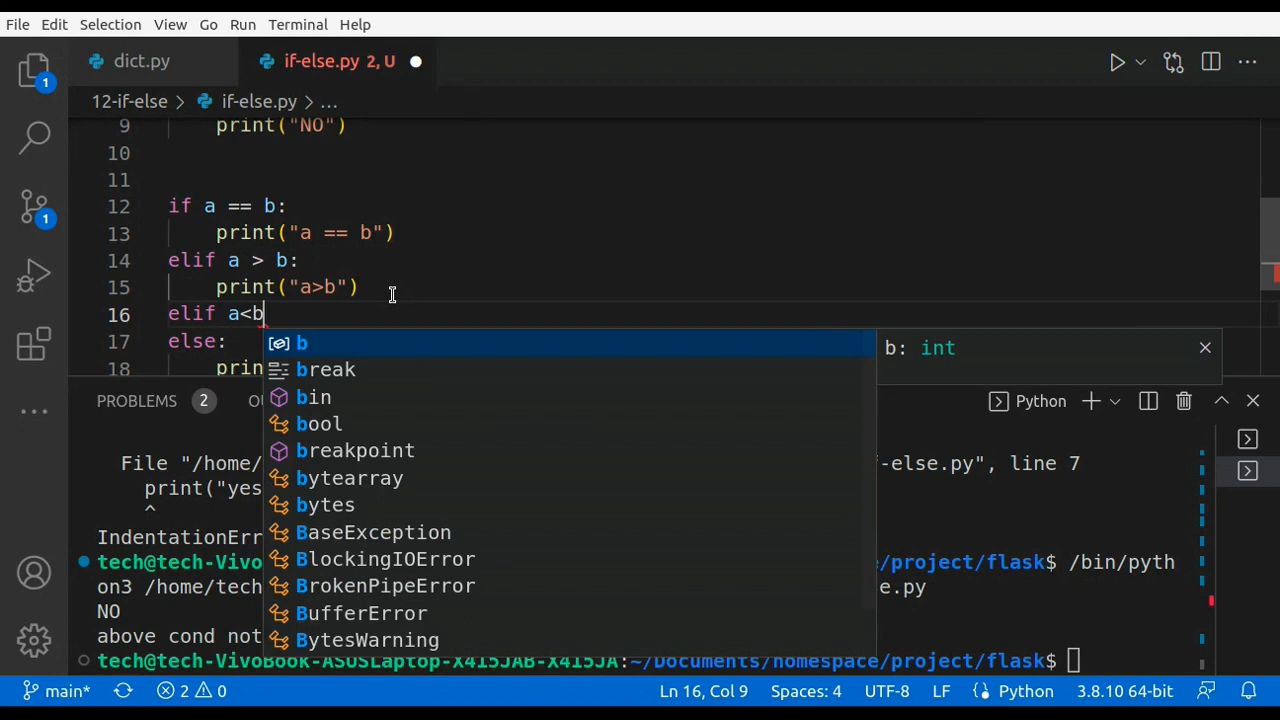 File Edit Selection View Go Run Terminal Help
1 dict.py if-else.py 2, U
12-if-else > if-else.py > ...
9 print("NO")
10
11
1
12 if a == b:
13 print("a == b")
14 elif a > b:
15 print("a>b")
16 elif a<b
17 else:
18 prin
b
b: int
break
bin
bool
breakpoint
bytearray
bytes
BaseException
BlockingIOError
BrokenPipeError
BufferError
BytesWarning
PROBLEMS 2 OU Python
File "/home/ f-else.py", line 7
print("yes
^
IndentationErr
tech@tech-Vivo e/project/flask$ /bin/pyth
on3 /home/tech e.py
NO
above cond not
tech@tech-VivoBook-ASUSLaptop-X415JAB-X415JA:~/Documents/homespace/project/flask$
main* 2 0 Ln 16, Col 9 Spaces: 4 UTF-8 LF Python 3.8.10 64-bit